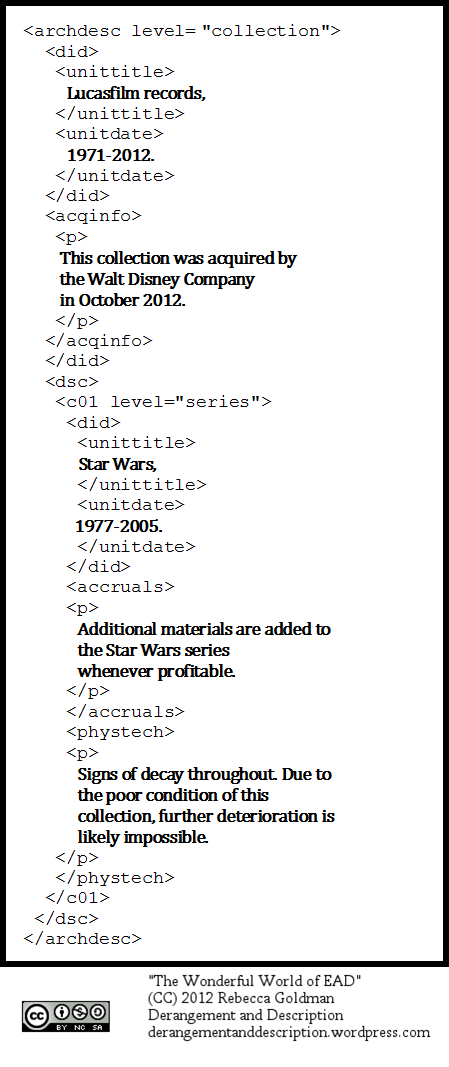 <archdesc level= "collection">
<did>
<unittitle>
Lucasfilm records,
</unittitle>
<unitdate>
1971-2012.
</unitdate>
</did>
<acqinfo>
<p>
This collection was acquired by
the Walt Disney Company
in October 2012.
</p>
</acqinfo>
</did>
<dsc>
<c01 level="series">
<did>
<unittitle>
Star Wars,
</unittitle>
<unitdate>
1977-2005.
</unitdate>
</did>
<accruals>
<p>
Additional materials are added to
the Star Wars series
whenever profitable.
</p>
</accruals>
<phystech>
<p>
Signs of decay throughout. Due to
the poor condition of this
collection, further deterioration is
likely impossible.
</p>
</phystech>
</c01>
</dsc>
</archdesc>
"The Wonderful World of EAD"
(CC) 2012 Rebecca Goldman
Derangement and Description
derangementanddescription.wordpress.com
cc
BY NC SA